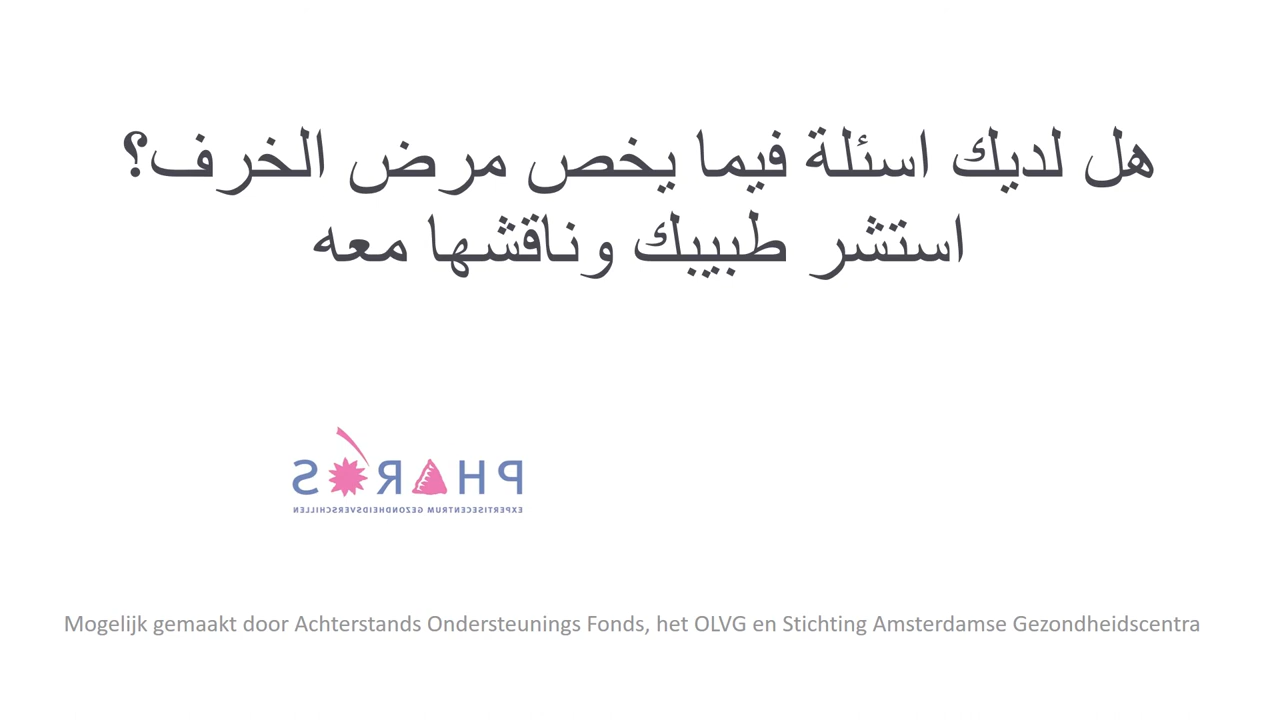 هل لديك اسئلة فيما يخص مرض الخرف؟
استشر طبيبك وناقشها معه
PHAROS
EXPERTISECENTRUM GEZONDHEIDSVERSCHILLEN
Mogelijk gemaakt door Achterstands Ondersteunings Fonds, het OLVG en Stichting Amsterdamse Gezondheidscentra